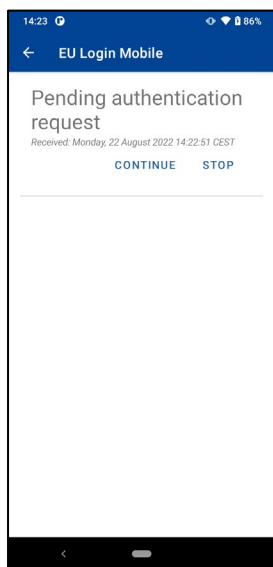 14:23 86%
EU Login Mobile
Pending authentication
request
Received: Monday, 22 August 2022 14:22:51 CEST
CONTINUE STOP